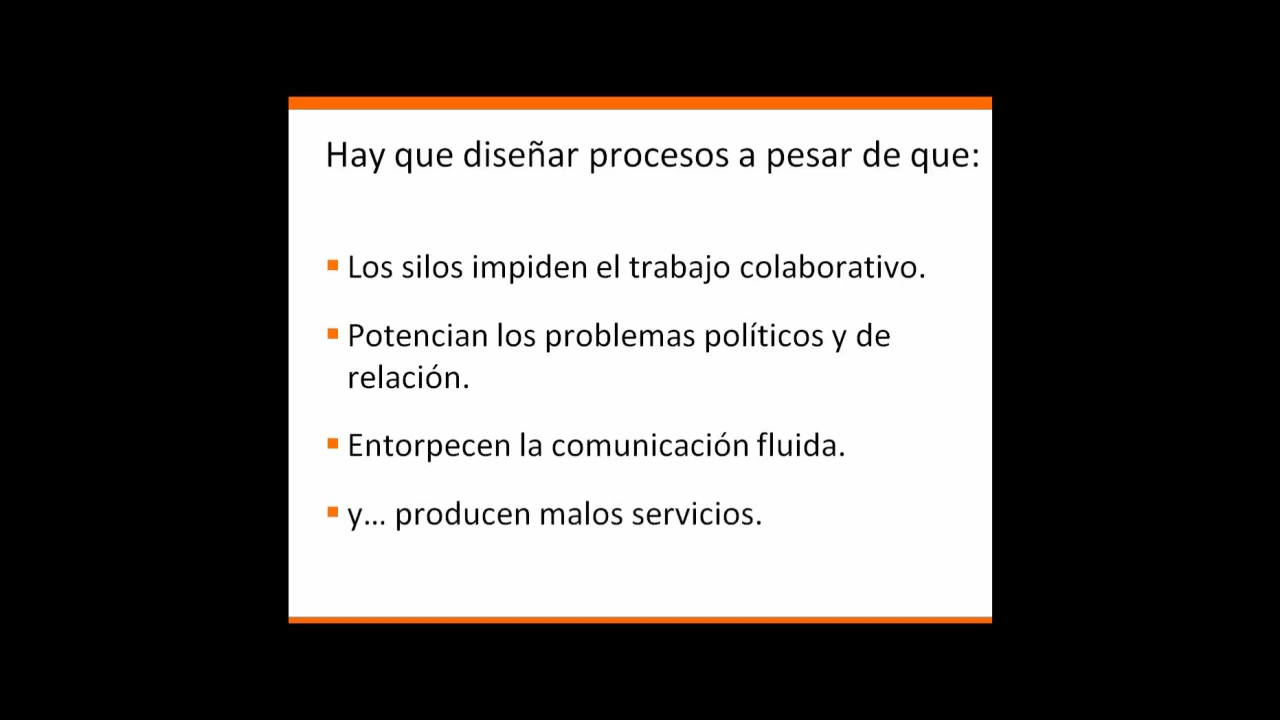 Hay que diseñar procesos a pesar de que:
Los silos impiden el trabajo colaborativo.
Potencian los problemas políticos y de
relación.
Entorpecen la comunicación fluida.
y... producen malos servicios.